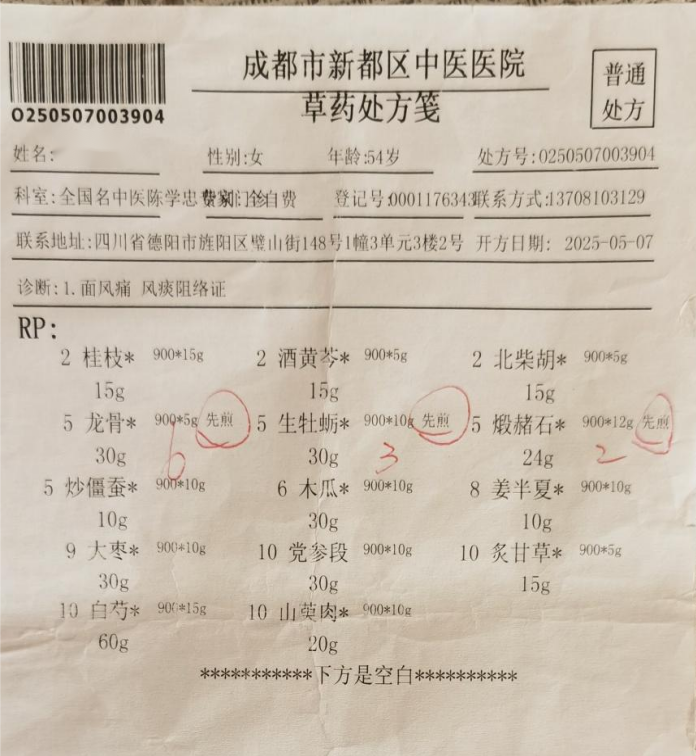 成都市新都区中医医院
普通
处方
草药处方笺
O250507003904
姓名: 性别:女 年龄:54岁 处方号:O250507003904
科室:全国名中医陈学忠 自费 登记号:0001176343 联系方式:13708103129
联系地址:四川省德阳市旌阳区壁山街148号1幢3单元3楼2号 开方日期: 2025-05-07
诊断:1.面风痛 风痰阻络证
RP:
2 桂枝* 900*15g 2 酒黄芩* 900*5g 2 北柴胡* 900*5g
15g 15g 15g
5 龙骨* 900*5g 先煎 5 生牡蛎* 900*10g 先煎 5 煅赭石* 900*12g 先煎
30g 6 30g 3 24g 2
5 炒僵蚕* 900*10g 6 木瓜* 900*10g 8 姜半夏* 900*10g
10g 30g 10g
9 大枣* 900*10g 10 党参段 900*10g 10 炙甘草* 900*5g
30g 30g 15g
10 白芍* 900*15g 10 山萸肉* 900*10g
60g 20g
***********下方是空白**********